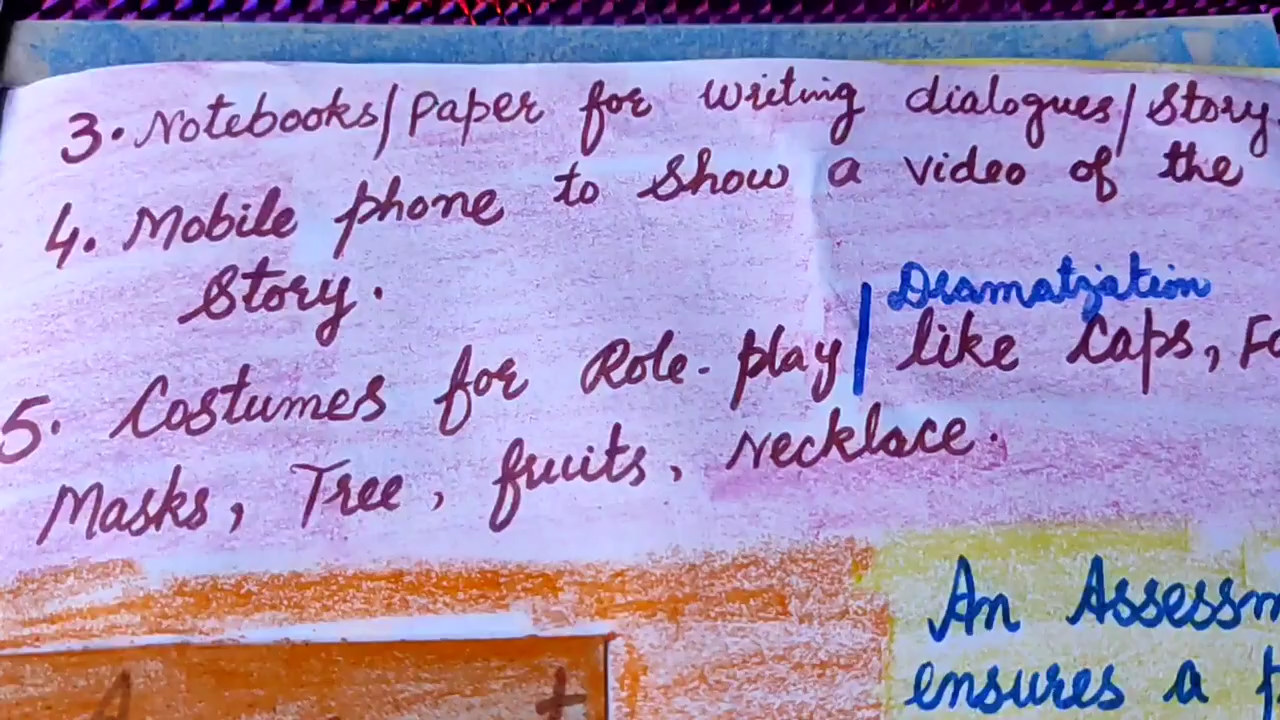 3. Notebooks/Paper for writing dialogues/Story
4. Mobile phone to show a video of the
Story.
Dramatization
5. Costumes for Role-play/ like Caps,
Masks, Tree, fruits, Necklace.
An
ensures a